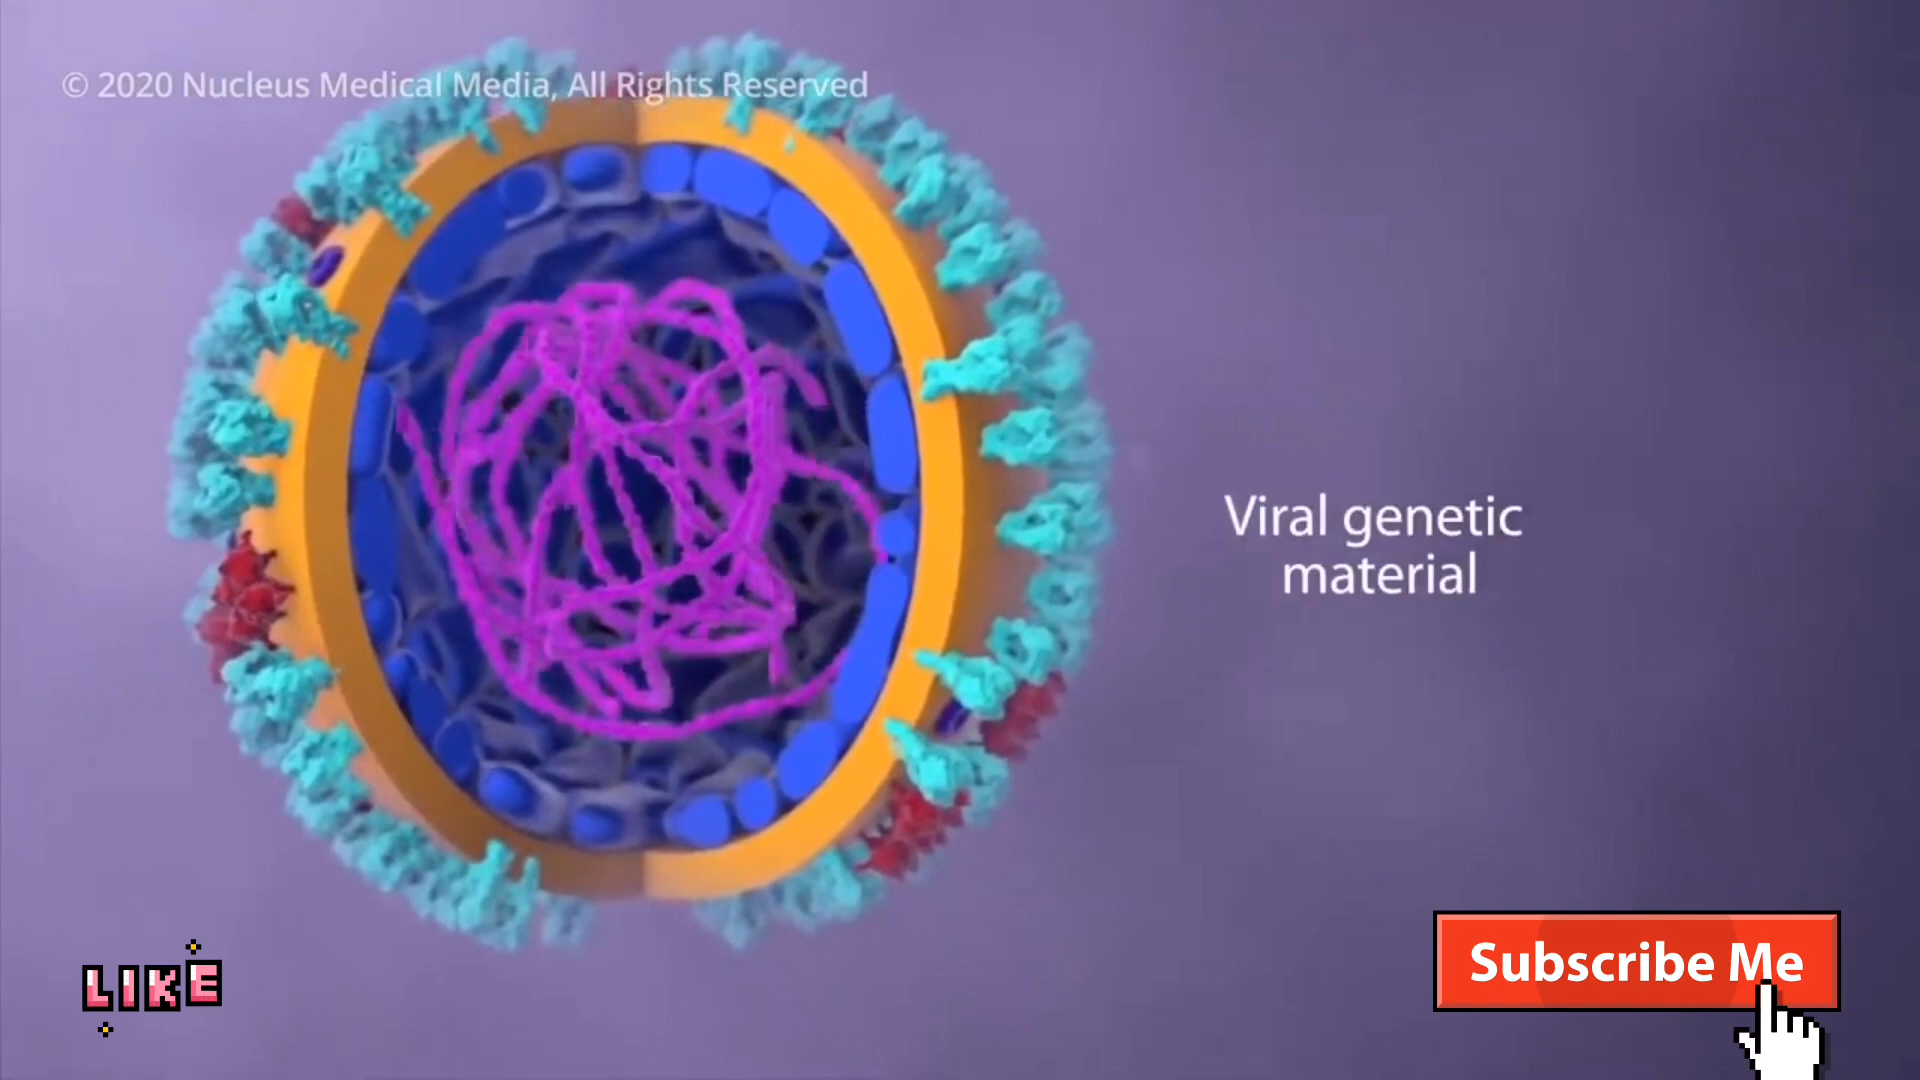 © 2020 Nucleus Medical Media, All Rights Reserved
Viral genetic
material
LIKE
Subscribe Me